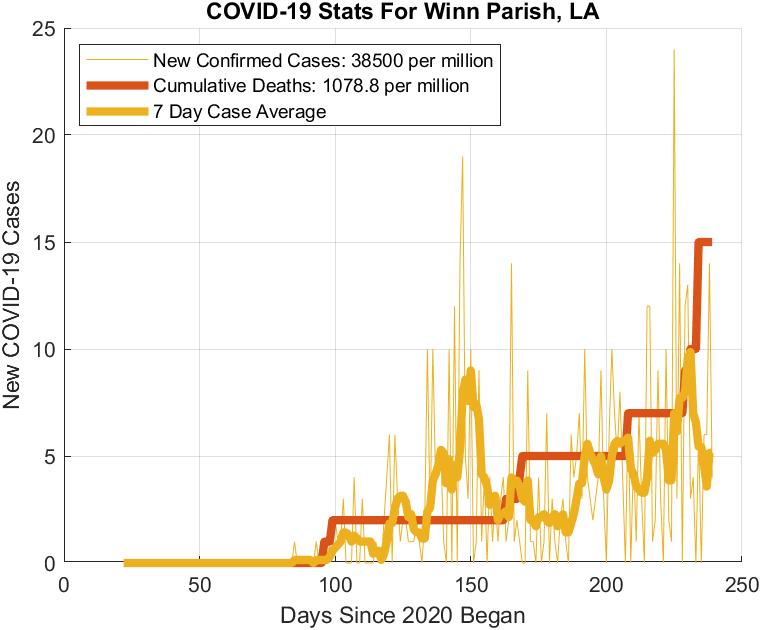 COVID-19 Stats For Winn Parish, LA
New Confirmed Cases: 38500 per million
Cumulative Deaths: 1078.8 per million
7 Day Case Average
New COVID-19 Cases
25
20
15
10
5
0
0 50 100 150 200 250
Days Since 2020 Began